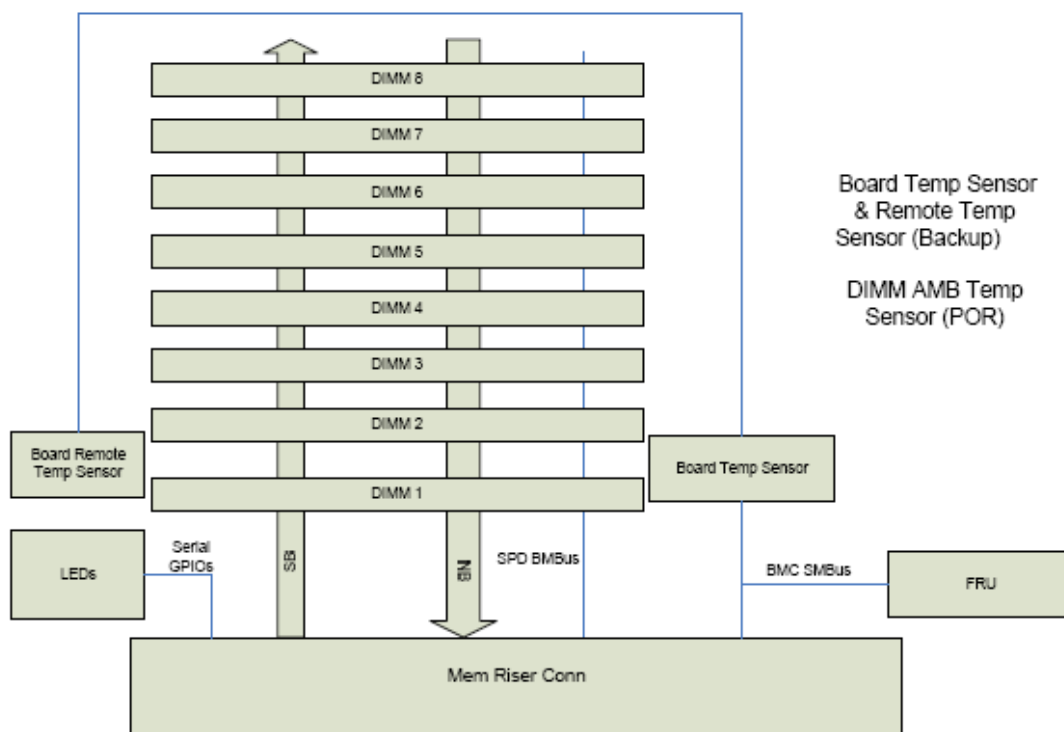 DIMM 8
DIMM 7
DIMM 6
DIMM 5
DIMM 4
DIMM 3
DIMM 2
DIMM 1
Board Temp Sensor
& Remote Temp
Sensor (Backup)
DIMM AMB Temp
Sensor (POR)
Board Remote
Temp Sensor
Board Temp Sensor
LEDs
Serial
GPIOs
SB
NB
SPD BMBus
BMC SMBus
FRU
Mem Riser Conn